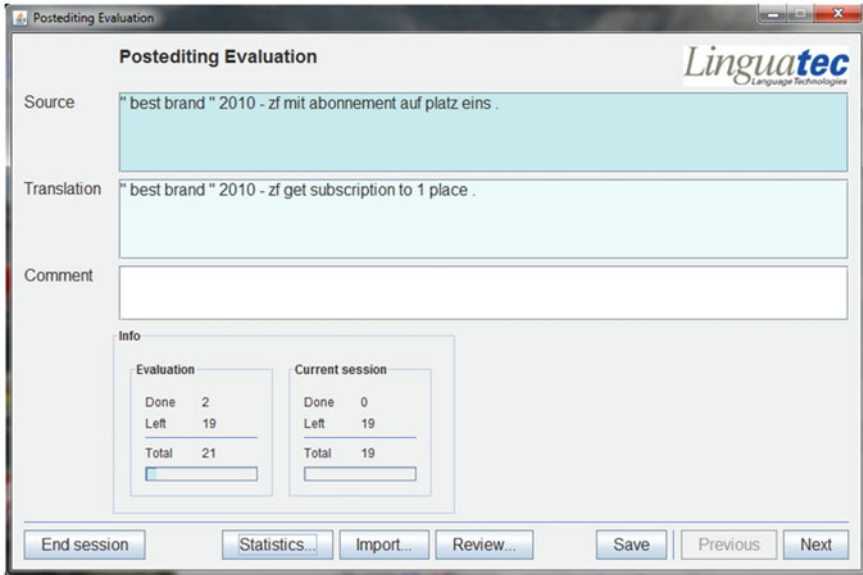 Postediting Evaluation
Postediting Evaluation
Linguatec
Language Technologies
Source
" best brand " 2010 - zf mit abonnement auf platz eins .
Translation
" best brand " 2010 - zf get subscription to 1 place .
Comment
Info
Evaluation
Done 2
Left 19
Total 21
Current session
Done 0
Left 19
Total 19
End session
Statistics...
Import...
Review...
Save
Previous
Next